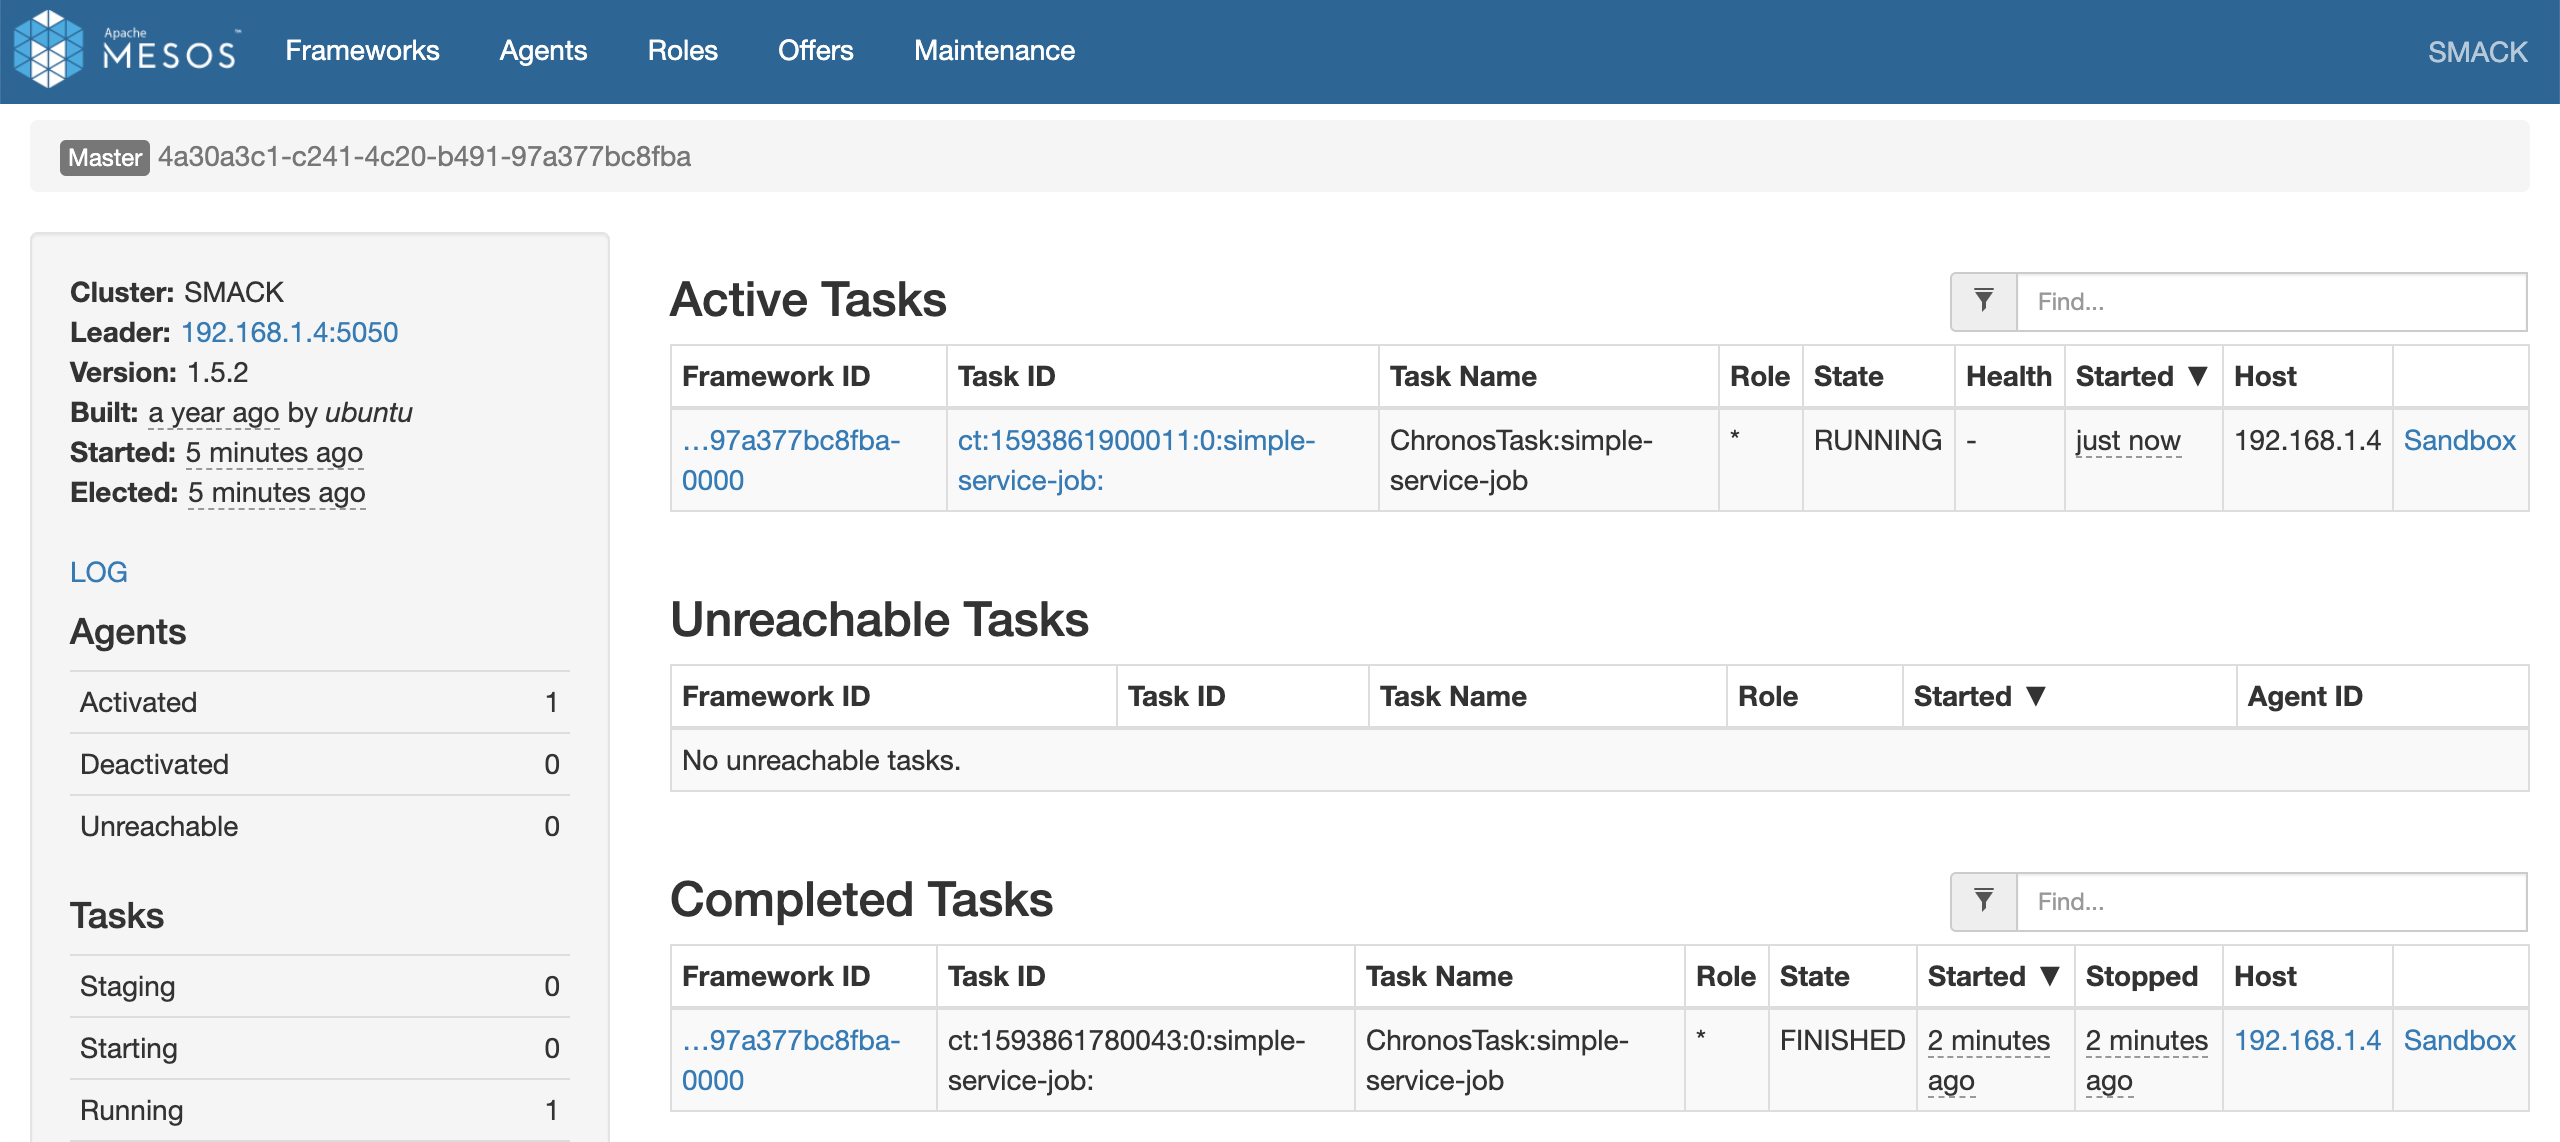 Apache
MESOS™
Frameworks Agents Roles Offers Maintenance SMACK
Master 4a30a3c1-c241-4c20-b491-97a377bc8fba
Cluster: SMACK
Leader: 192.168.1.4:5050
Version: 1.5.2
Built: a year ago by ubuntu
Started: 5 minutes ago
Elected: 5 minutes ago
LOG
Agents
Activated 1
Deactivated 0
Unreachable 0
Tasks
Staging 0
Starting 0
Running 1
Active Tasks
Find...
Framework ID Task ID Task Name Role State Health Started ▼ Host
…97a377bc8fba- ct:1593861900011:0:simple- ChronosTask:simple- * RUNNING - just now 192.168.1.4 Sandbox
0000 service-job: service-job
Unreachable Tasks
Framework ID Task ID Task Name Role Started ▼ Agent ID
No unreachable tasks.
Completed Tasks
Find...
Framework ID Task ID Task Name Role State Started ▼ Stopped Host
…97a377bc8fba- ct:1593861780043:0:simple- ChronosTask:simple- * FINISHED 2 minutes 2 minutes 192.168.1.4 Sandbox
0000 service-job: service-job ago ago